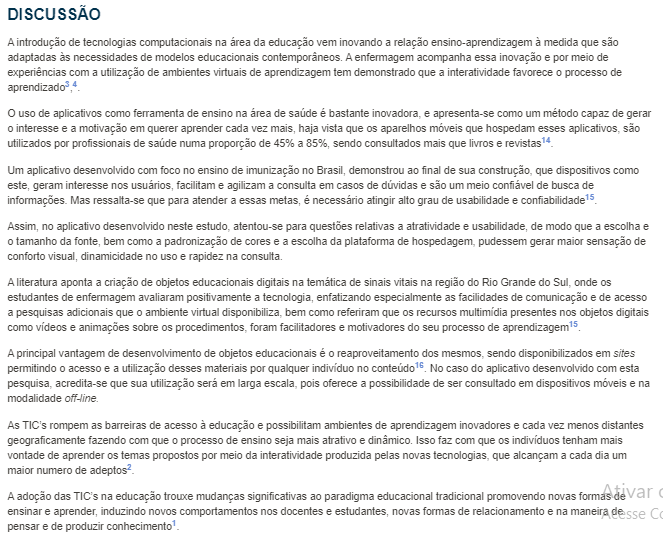 DISCUSSÃO
A introdução de tecnologias computacionais na área da educação vem inovando a relação ensino-aprendizagem à medida que são
adaptadas às necessidades de modelos educacionais contemporâneos. A enfermagem acompanha essa inovação e por meio de
experiências com a utilização de ambientes virtuais de aprendizagem tem demonstrado que a interatividade favorece o processo de
aprendizado3,4.
O uso de aplicativos como ferramenta de ensino na área de saúde é bastante inovadora, e apresenta-se como um método capaz de gerar
o interesse e a motivação em querer aprender cada vez mais, haja vista que os aparelhos móveis que hospedam esses aplicativos, são
utilizados por profissionais de saúde numa proporção de 45% a 85%, sendo consultados mais que livros e revistas14.
Um aplicativo desenvolvido com foco no ensino de imunização no Brasil, demonstrou ao final de sua construção, que dispositivos como
este, geram interesse nos usuários, facilitam e agilizam a consulta em casos de dúvidas e são um meio confiável de busca de
informações. Mas ressalta-se que para atender a essas metas, é necessário atingir alto grau de usabilidade e confiabilidade15.
Assim, no aplicativo desenvolvido neste estudo, atentou-se para questões relativas a atratividade e usabilidade, de modo que a escolha e
o tamanho da fonte, bem como a padronização de cores e a escolha da plataforma de hospedagem, pudessem gerar maior sensação de
conforto visual, dinamicidade no uso e rapidez na consulta.
A literatura aponta a criação de objetos educacionais digitais na temática de sinais vitais na região do Rio Grande do Sul, onde os
estudantes de enfermagem avaliaram positivamente a tecnologia, enfatizando especialmente as facilidades de comunicação e de acesso
a pesquisas adicionais que o ambiente virtual disponibiliza, bem como referiram que os recursos multimídia presentes nos objetos digitais
como vídeos e animações sobre os procedimentos, foram facilitadores e motivadores do seu processo de aprendizagem15.
A principal vantagem de desenvolvimento de objetos educacionais é o reaproveitamento dos mesmos, sendo disponibilizados em sites
permitindo o acesso e a utilização desses materiais por qualquer indivíduo no conteúdo16. No caso do aplicativo desenvolvido com esta
pesquisa, acredita-se que sua utilização será em larga escala, pois oferece a possibilidade de ser consultado em dispositivos móveis e na
modalidade off-line.
As TIC's rompem as barreiras de acesso à educação e possibilitam ambientes de aprendizagem inovadores e cada vez menos distantes
geograficamente fazendo com que o processo de ensino seja mais atrativo e dinâmico. Isso faz com que os indivíduos tenham mais
vontade de aprender os temas propostos por meio da interatividade produzida pelas novas tecnologias, que alcançam a cada dia um
maior numero de adeptos2.
A adoção das TIC's na educação trouxe mudanças significativas ao paradigma educacional tradicional promovendo novas formas de
ensinar e aprender, induzindo novos comportamentos nos docentes e estudantes, novas formas de relacionamento e na maneira de
pensar e de produzir conhecimento1.
Ativar
Acesse Co